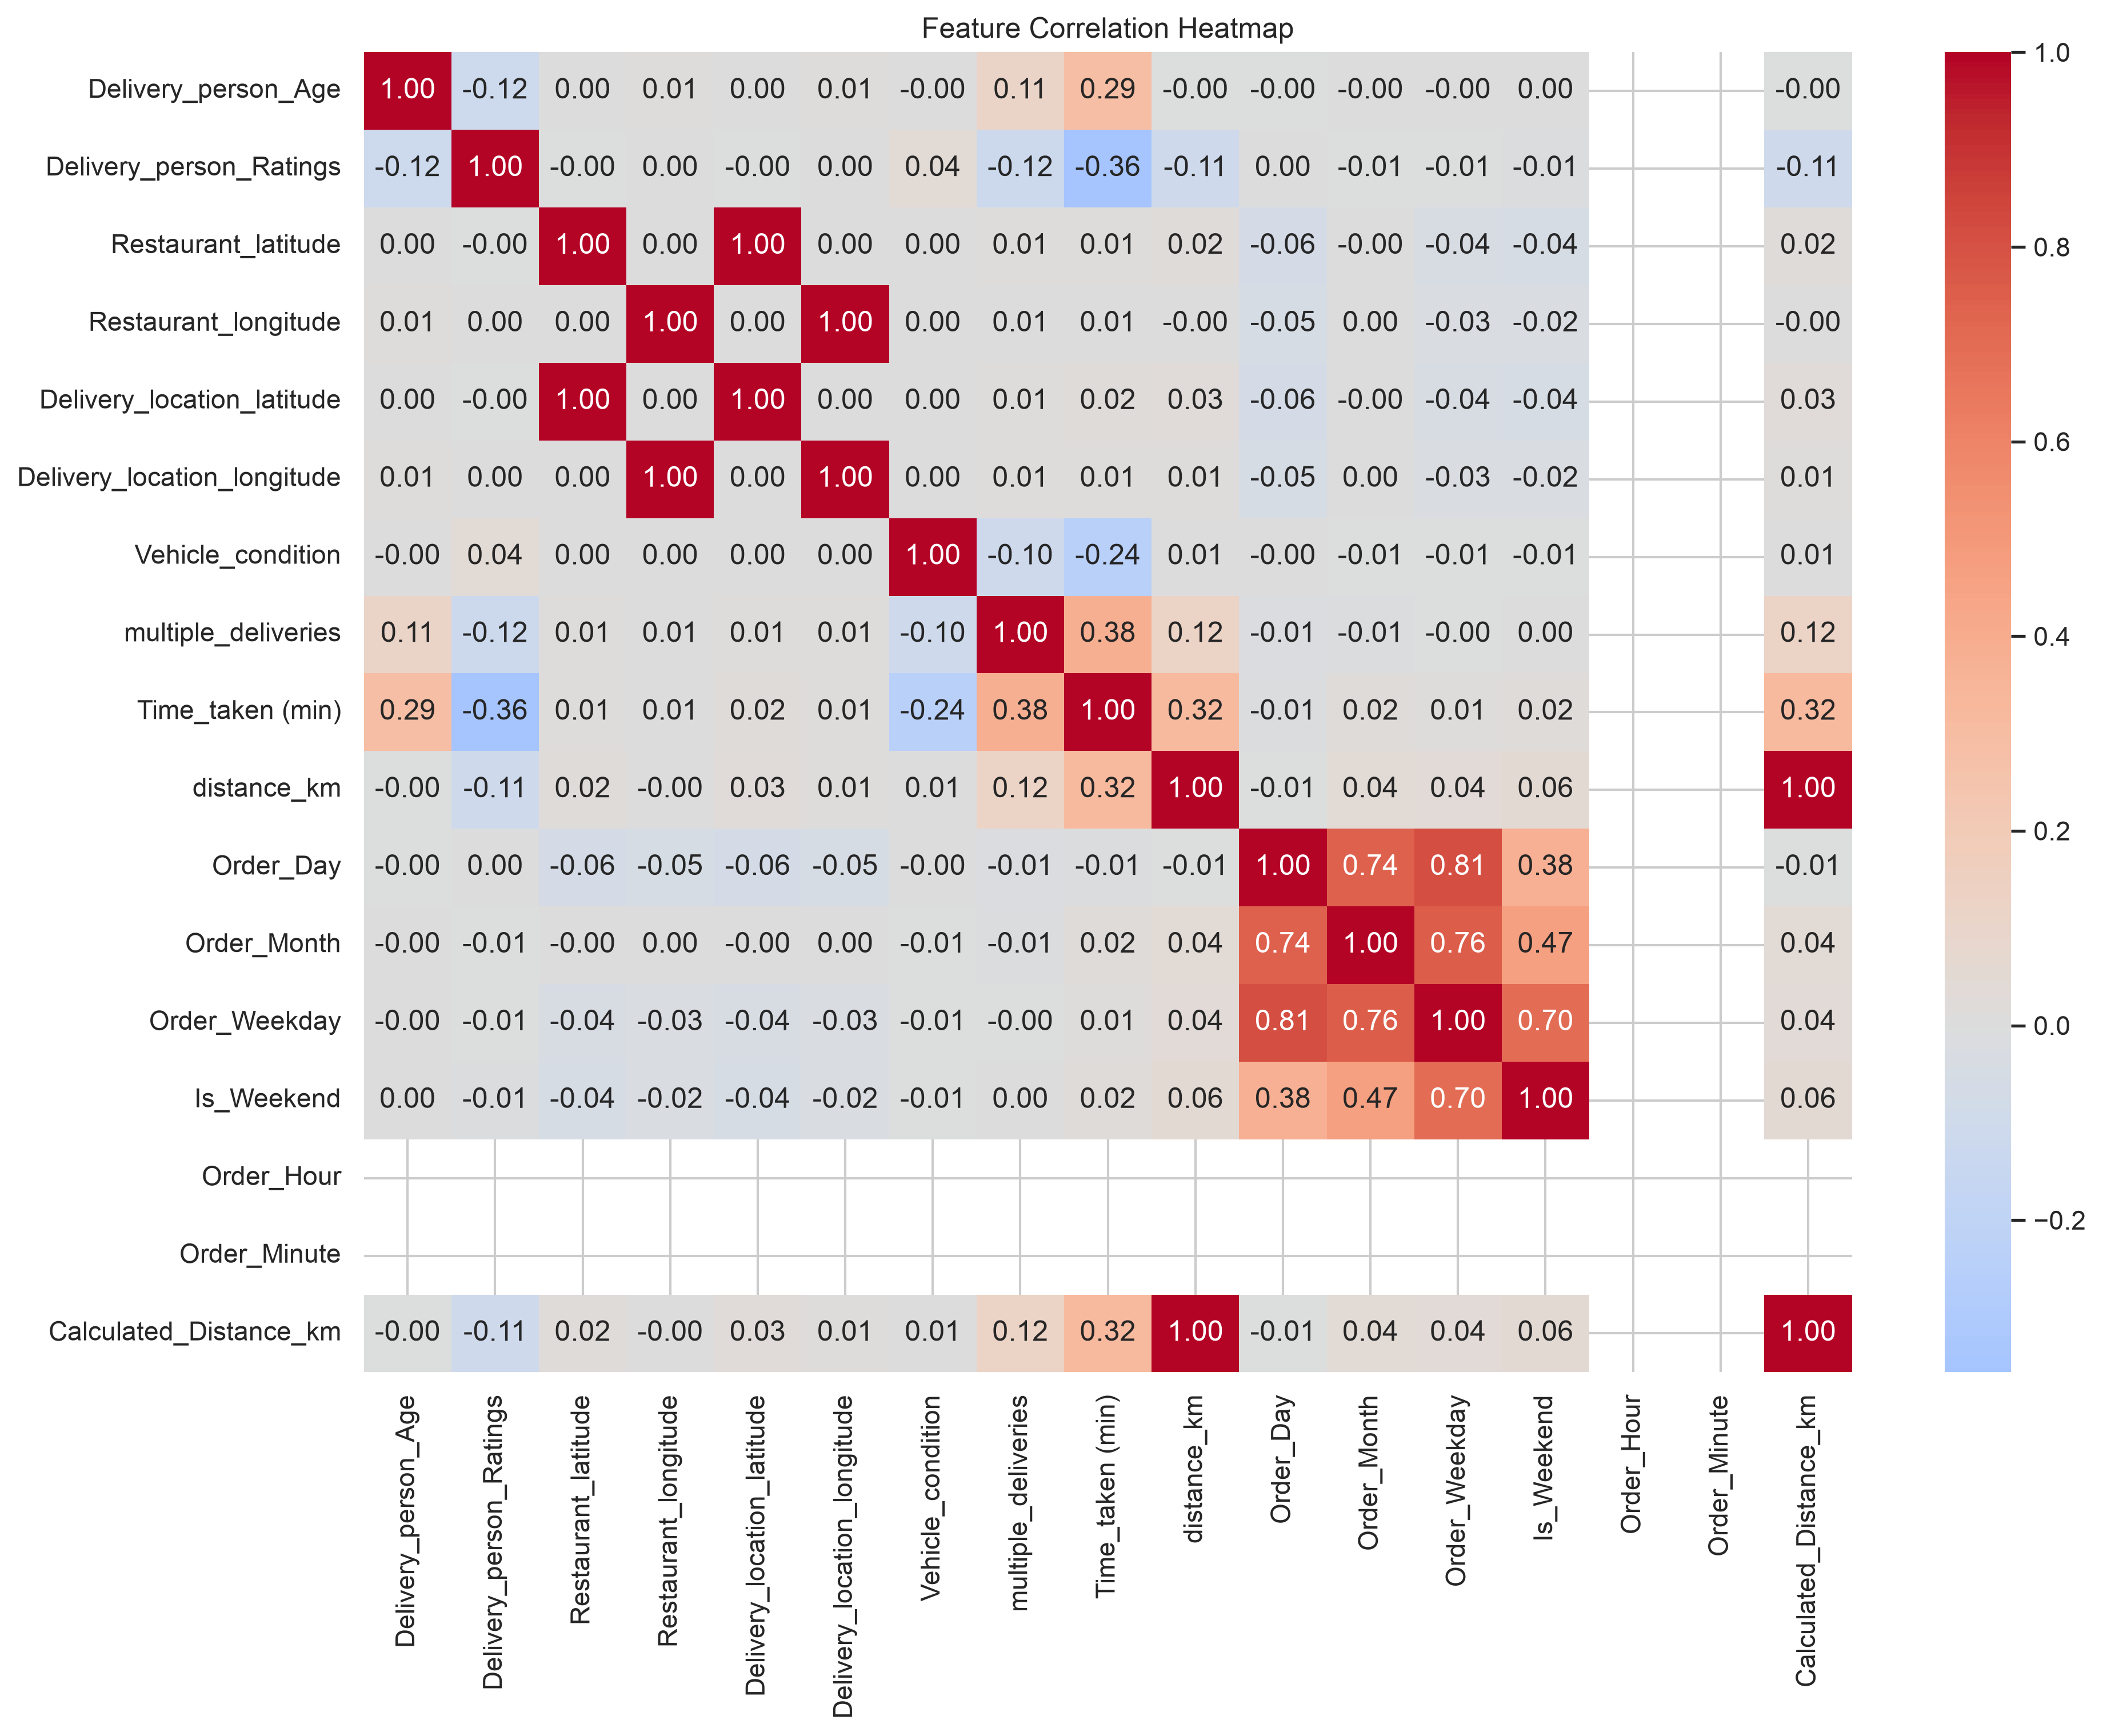 Feature Correlation Heatmap
Delivery_person_Age 1.00 -0.12 0.00 0.01 0.00 0.01 -0.00 0.11 0.29 -0.00 -0.00 -0.00 -0.00 0.00 -0.00
Delivery_person_Ratings -0.12 1.00 -0.00 0.00 -0.00 0.00 0.04 -0.12 -0.36 -0.11 0.00 -0.01 -0.01 -0.01 -0.11
Restaurant_latitude 0.00 -0.00 1.00 0.00 1.00 0.00 0.00 0.01 0.01 0.02 -0.06 -0.00 -0.04 -0.04 0.02
Restaurant_longitude 0.01 0.00 0.00 1.00 0.00 1.00 0.00 0.01 0.01 -0.00 -0.05 0.00 -0.03 -0.02 -0.00
Delivery_location_latitude 0.00 -0.00 1.00 0.00 1.00 0.00 0.00 0.01 0.02 0.03 -0.06 -0.00 -0.04 -0.04 0.03
Delivery_location_longitude 0.01 0.00 0.00 1.00 0.00 1.00 0.00 0.01 0.01 0.01 -0.05 0.00 -0.03 -0.02 0.01
Vehicle_condition -0.00 0.04 0.00 0.00 0.00 0.00 1.00 -0.10 -0.24 0.01 -0.00 -0.01 -0.01 -0.01 0.01
multiple_deliveries 0.11 -0.12 0.01 0.01 0.01 0.01 -0.10 1.00 0.38 0.12 -0.01 -0.01 -0.00 0.00 0.12
Time_taken (min) 0.29 -0.36 0.01 0.01 0.02 0.01 -0.24 0.38 1.00 0.32 -0.01 0.02 0.01 0.02 0.32
distance_km -0.00 -0.11 0.02 -0.00 0.03 0.01 0.01 0.12 0.32 1.00 -0.01 0.04 0.04 0.06 1.00
Order_Day -0.00 0.00 -0.06 -0.05 -0.06 -0.05 -0.00 -0.01 -0.01 -0.01 1.00 0.74 0.81 0.38 -0.01
Order_Month -0.00 -0.01 -0.00 0.00 -0.00 0.00 -0.01 -0.01 0.02 0.04 0.74 1.00 0.76 0.47 0.04
Order_Weekday -0.00 -0.01 -0.04 -0.03 -0.04 -0.03 -0.01 -0.00 0.01 0.04 0.81 0.76 1.00 0.70 0.04
Is_Weekend 0.00 -0.01 -0.04 -0.02 -0.04 -0.02 -0.01 0.00 0.02 0.06 0.38 0.47 0.70 1.00 0.06
Order_Hour
Order_Minute
Calculated_Distance_km -0.00 -0.11 0.02 -0.00 0.03 0.01 0.01 0.12 0.32 1.00 -0.01 0.04 0.04 0.06 1.00
Delivery_person_Age
Delivery_person_Ratings
Restaurant_latitude
Restaurant_longitude
Delivery_location_latitude
Delivery_location_longitude
Vehicle_condition
multiple_deliveries
Time_taken (min)
distance_km
Order_Day
Order_Month
Order_Weekday
Is_Weekend
Order_Hour
Order_Minute
Calculated_Distance_km
1.0
0.8
0.6
0.4
0.2
0.0
−0.2